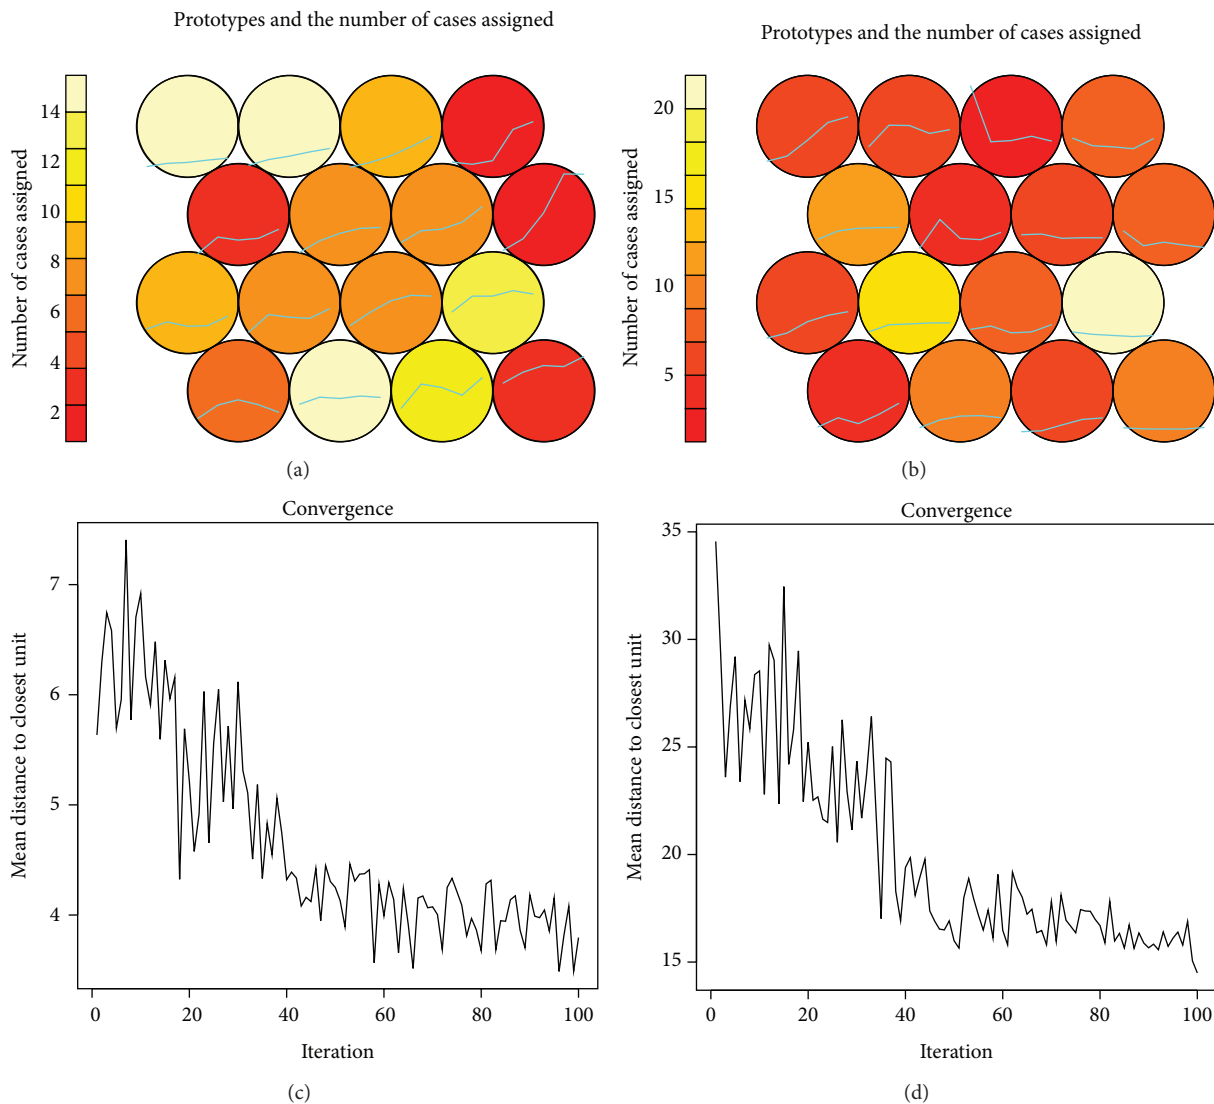 Prototypes and the number of cases assigned
Number of cases assigned
14
12
10
8
6
4
2
(a)
Prototypes and the number of cases assigned
Number of cases assigned
20
15
10
5
(b)
Convergence
Mean distance to closest unit
7
6
5
4
0 20 40 60 80 100
Iteration
(c)
Convergence
Mean distance to closest unit
35
30
25
20
15
0 20 40 60 80 100
Iteration
(d)